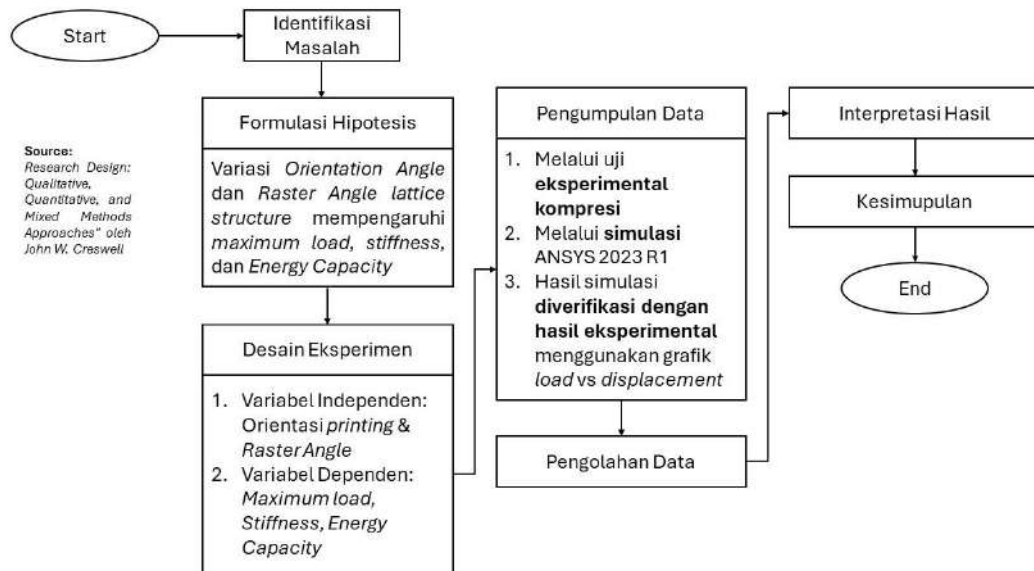 Start
Identifikasi
Masalah
Formulasi Hipotesis
Variasi Orientation Angle
dan Raster Angle lattice
structure mempengaruhi
maximum load, stiffness,
dan Energy Capacity
Source:
Research Design:
Qualitative,
Quantitative, and
Mixed Methods
Approaches" oleh
John W. Creswell
Desain Eksperimen
1. Variabel Independen:
Orientasi printing &
Raster Angle
2. Variabel Dependen:
Maximum load,
Stiffness, Energy
Capacity
Pengumpulan Data
1. Melalui uji
eksperimental
kompresi
2. Melalui simulasi
ANSYS 2023 R1
3. Hasil simulasi
diverifikasi dengan
hasil eksperimental
menggunakan grafik
load vs displacement
Pengolahan Data
Interpretasi Hasil
Kesimupulan
End